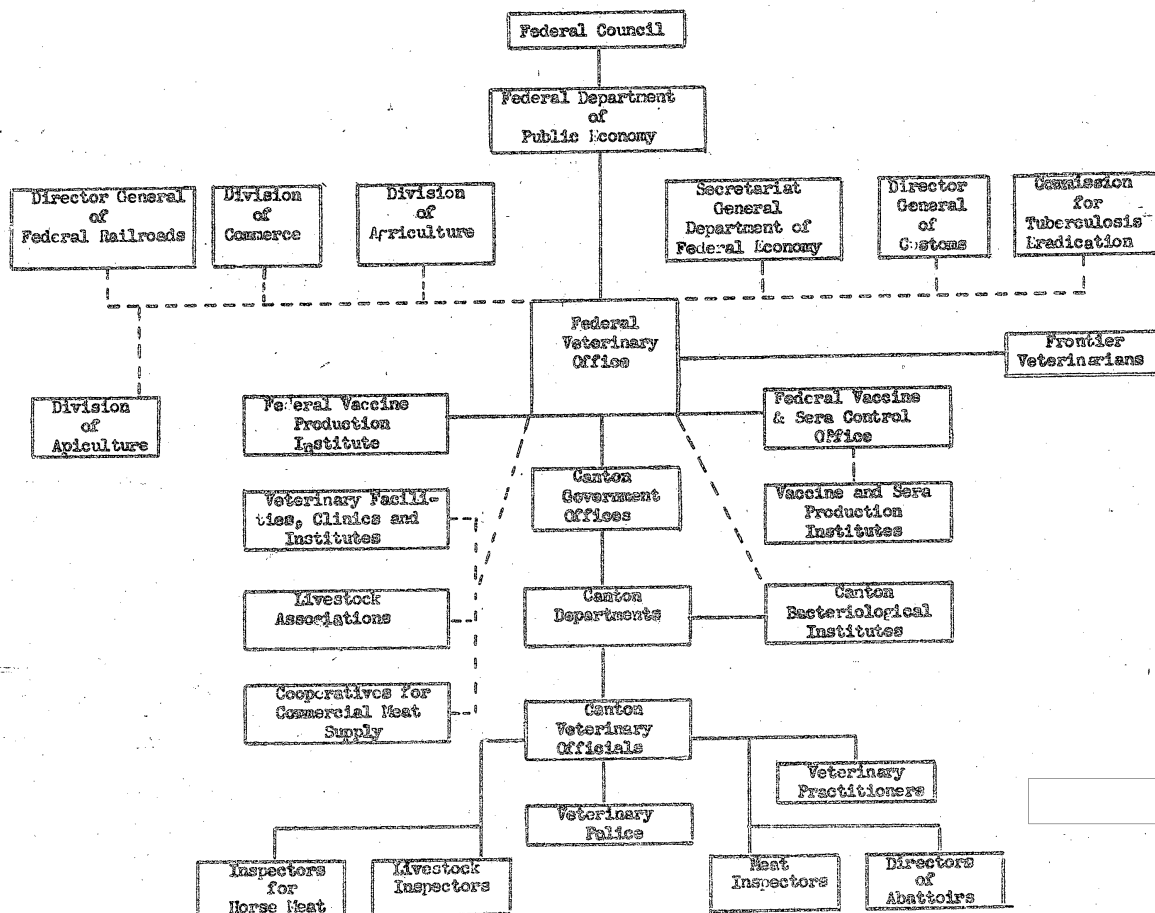 Federal Council
Federal Department
of
Public Economy
Director General
of
Federal Railroads
Division
of
Commerce
Division
of
Agriculture
Secretariat
General
Department of
Federal Economy
Director
General
of
Customs
Commission
for
Tuberculosis
Eradication
Federal
Veterinary
Office
Frontier
Veterinarians
Division
of
Apiculture
Federal Vaccine
Production
Institute
Federal Vaccine
& Sera Control
Office
Canton
Government
Offices
Veterinary Facili-
ties, Clinics and
Institutes
Vaccine and Sera
Production
Institutes
Livestock
Associations
Canton
Departments
Canton
Bacteriological
Institutes
Cooperatives for
Commercial Meat
Supply
Canton
Veterinary
Officials
Veterinary
Practitioners
Veterinary
Police
Inspectors
for
Horse Meat
Livestock
Inspectors
Meat
Inspectors
Directors
of
Abattoirs